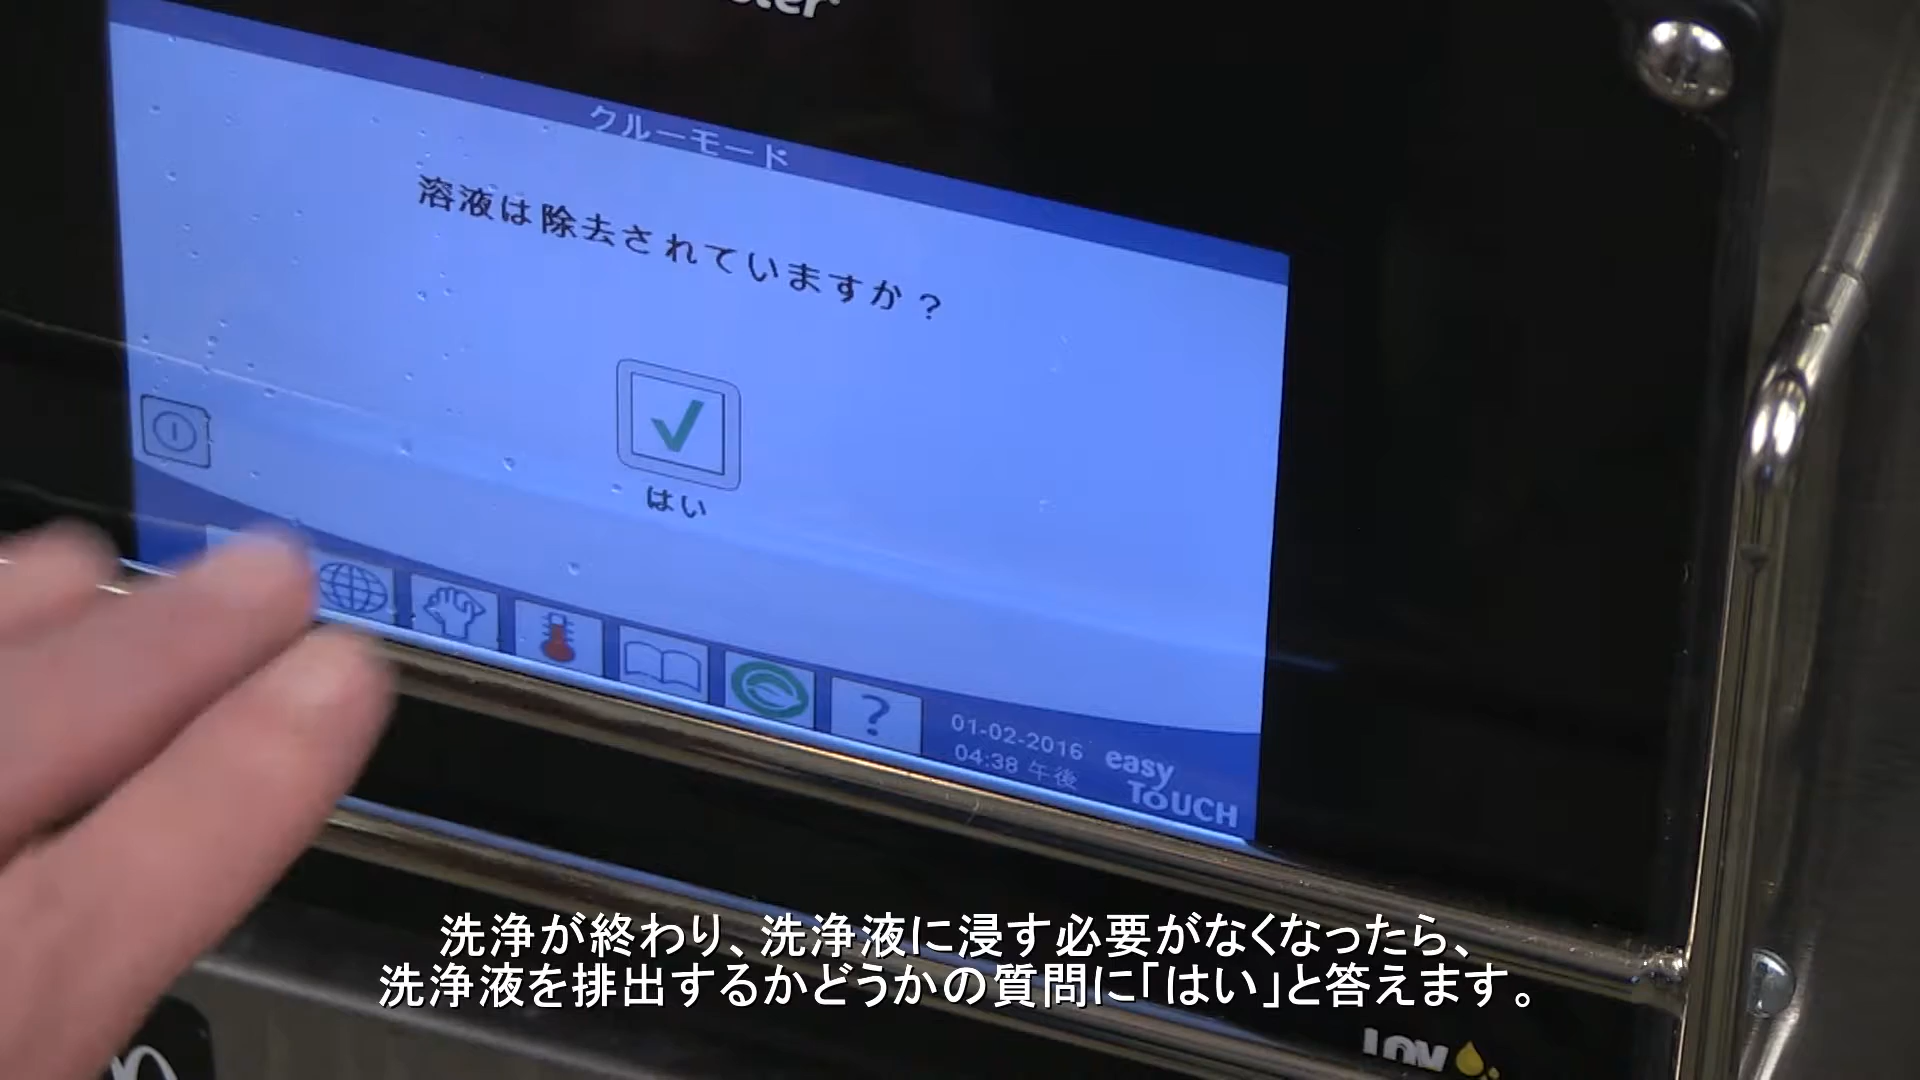 クルーモード
溶液は除去されていますか？
はい
?
01-02-2016
04:38 午後
easy
TOUCH
洗浄が終わり、洗浄液に浸す必要がなくなったら、
洗浄液を排出するかどうかの質問に「はい」と答えます。
LOV